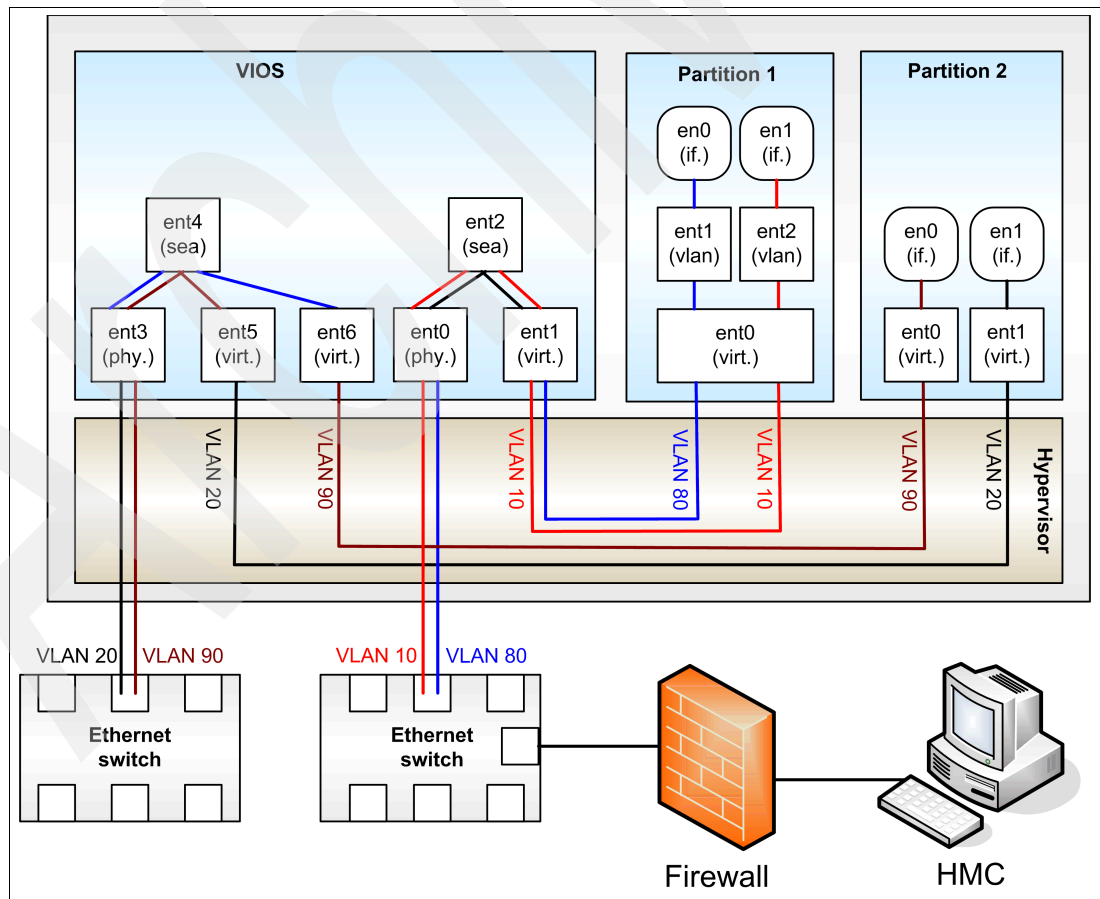 VIOS
Partition 1
Partition 2
en0
(if.)
en1
(if.)
ent4
(sea)
ent2
(sea)
ent1
(vlan)
ent2
(vlan)
en0
(if.)
en1
(if.)
ent3
(phy.)
ent5
(virt.)
ent6
(virt.)
ent0
(phy.)
ent1
(virt.)
ent0
(virt.)
ent0
(virt.)
ent1
(virt.)
VLAN 20
VLAN 90
VLAN 10
VLAN 80
VLAN 10
VLAN 90
VLAN 20
Hypervisor
VLAN 20
VLAN 90
VLAN 10
VLAN 80
Ethernet
switch
Ethernet
switch
Firewall
HMC